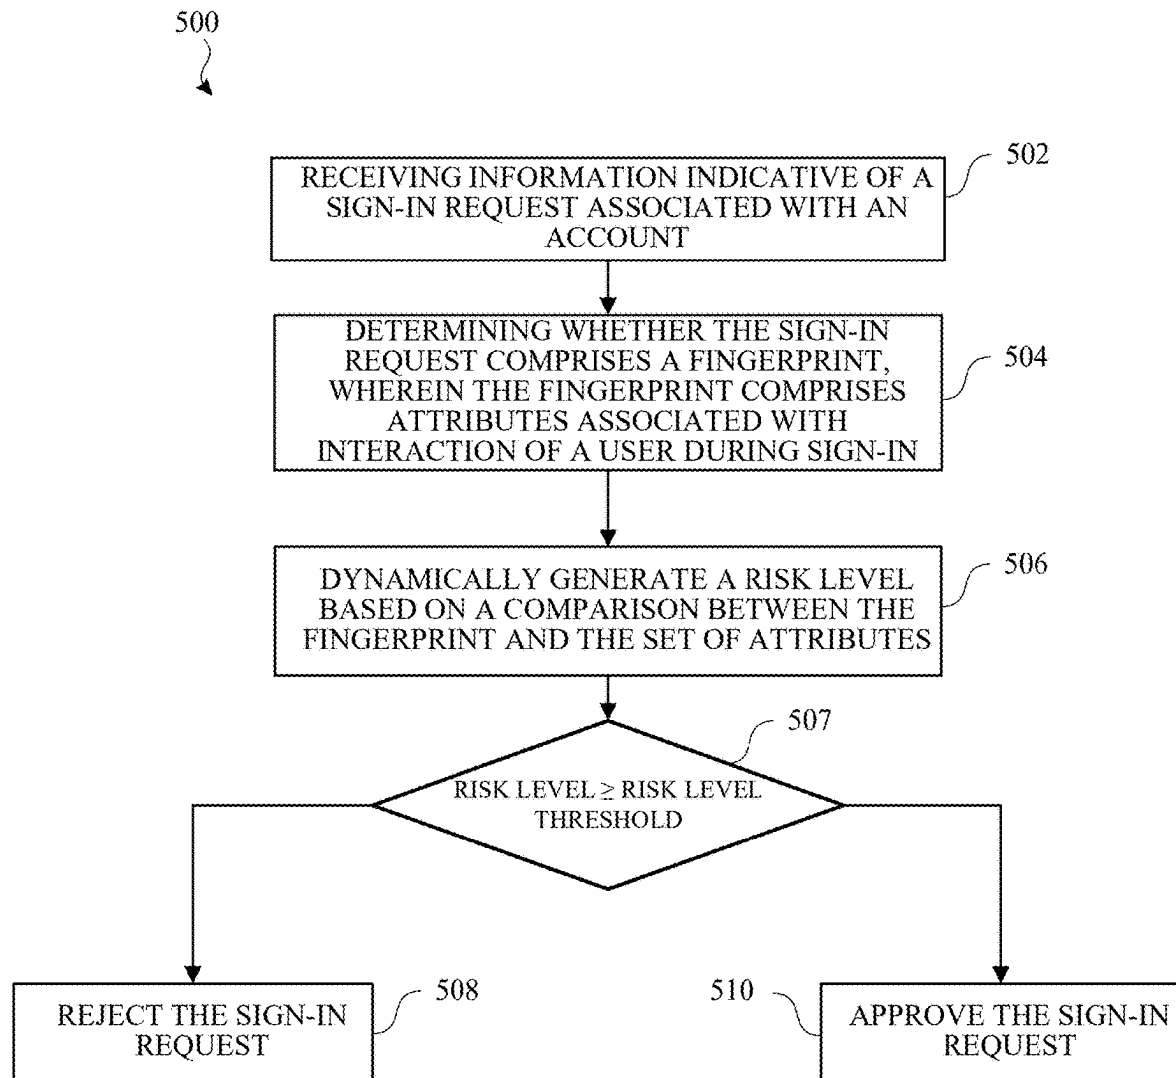 500
502
RECEIVING INFORMATION INDICATIVE OF A
SIGN-IN REQUEST ASSOCIATED WITH AN
ACCOUNT
504
DETERMINING WHETHER THE SIGN-IN
REQUEST COMPRISES A FINGERPRINT,
WHEREIN THE FINGERPRINT COMPRISES
ATTRIBUTES ASSOCIATED WITH
INTERACTION OF A USER DURING SIGN-IN
506
DYNAMICALLY GENERATE A RISK LEVEL
BASED ON A COMPARISON BETWEEN THE
FINGERPRINT AND THE SET OF ATTRIBUTES
507
RISK LEVEL ≥ RISK LEVEL
THRESHOLD
508
REJECT THE SIGN-IN
REQUEST
510
APPROVE THE SIGN-IN
REQUEST